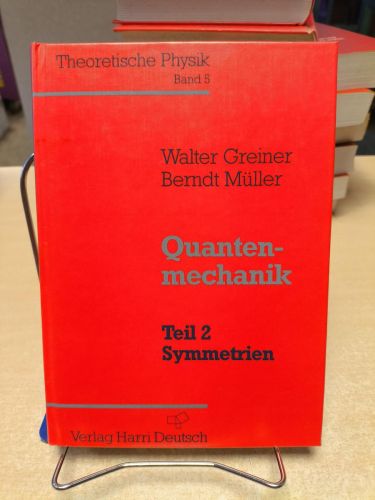 Theoretische Physik
Band 5
Walter Greiner
Berndt Müller
Quanten-
mechanik
Teil 2
Symmetrien
Verlag Harri Deutsch